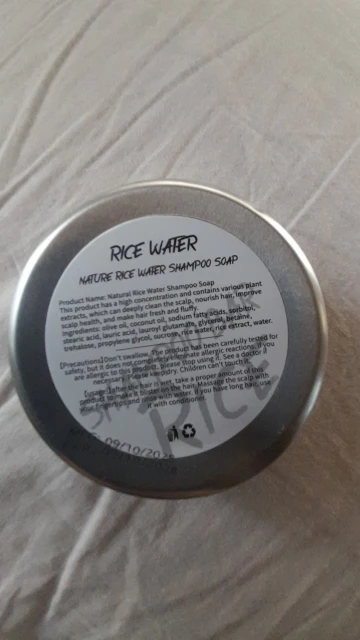 RICE WATER
NATURE RICE WATER SHAMPOO SOAP
Product Name: Natural Rice Water Shampoo Soap
This product has a high concentration and contains various plant
extracts, which can deeply clean the scalp, nourish hair, improve
scalp health, and make hair fresh and fluffy.
Ingredients: olive oil, coconut oil, sodium fatty acids, sorbitol,
stearic acid, lauric acid, lauroyl glutamate, glycerol, betaine,
trehalose, propylene glycol, sucrose, rice water, rice extract, water.
【Precautions】Don't swallow. The product has been carefully tested for
safety, but it does not eliminate allergic reactions. If you
are allergic to this product, please stop using it. See a doctor if
necessary. Children can't touch it.
【usage】after the hair is wet, take a proper amount of this
product to make it blister on the hair. Massage the scalp with
your fingertips and rinse with water. If you have long hair, use
it with conditioner.
RICE
09/10/202